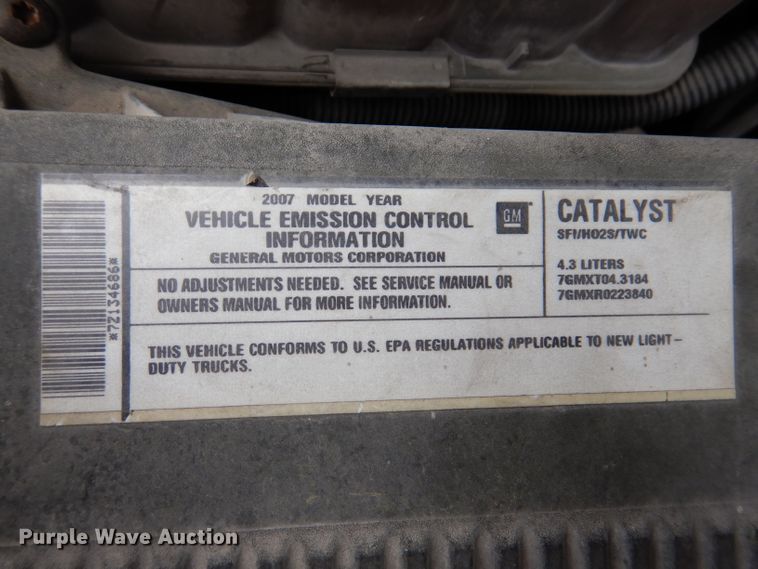 *72134686*
2007 MODEL YEAR
VEHICLE EMISSION CONTROL
INFORMATION
GENERAL MOTORS CORPORATION
GM
NO ADJUSTMENTS NEEDED. SEE SERVICE MANUAL OR
OWNERS MANUAL FOR MORE INFORMATION.
CATALYST
SFI/HO2S/TWC
4.3 LITERS
7GMXT04.3184
7GMXR0223840
THIS VEHICLE CONFORMS TO U.S. EPA REGULATIONS APPLICABLE TO NEW LIGHT-
DUTY TRUCKS.
Purple Wave Auction®